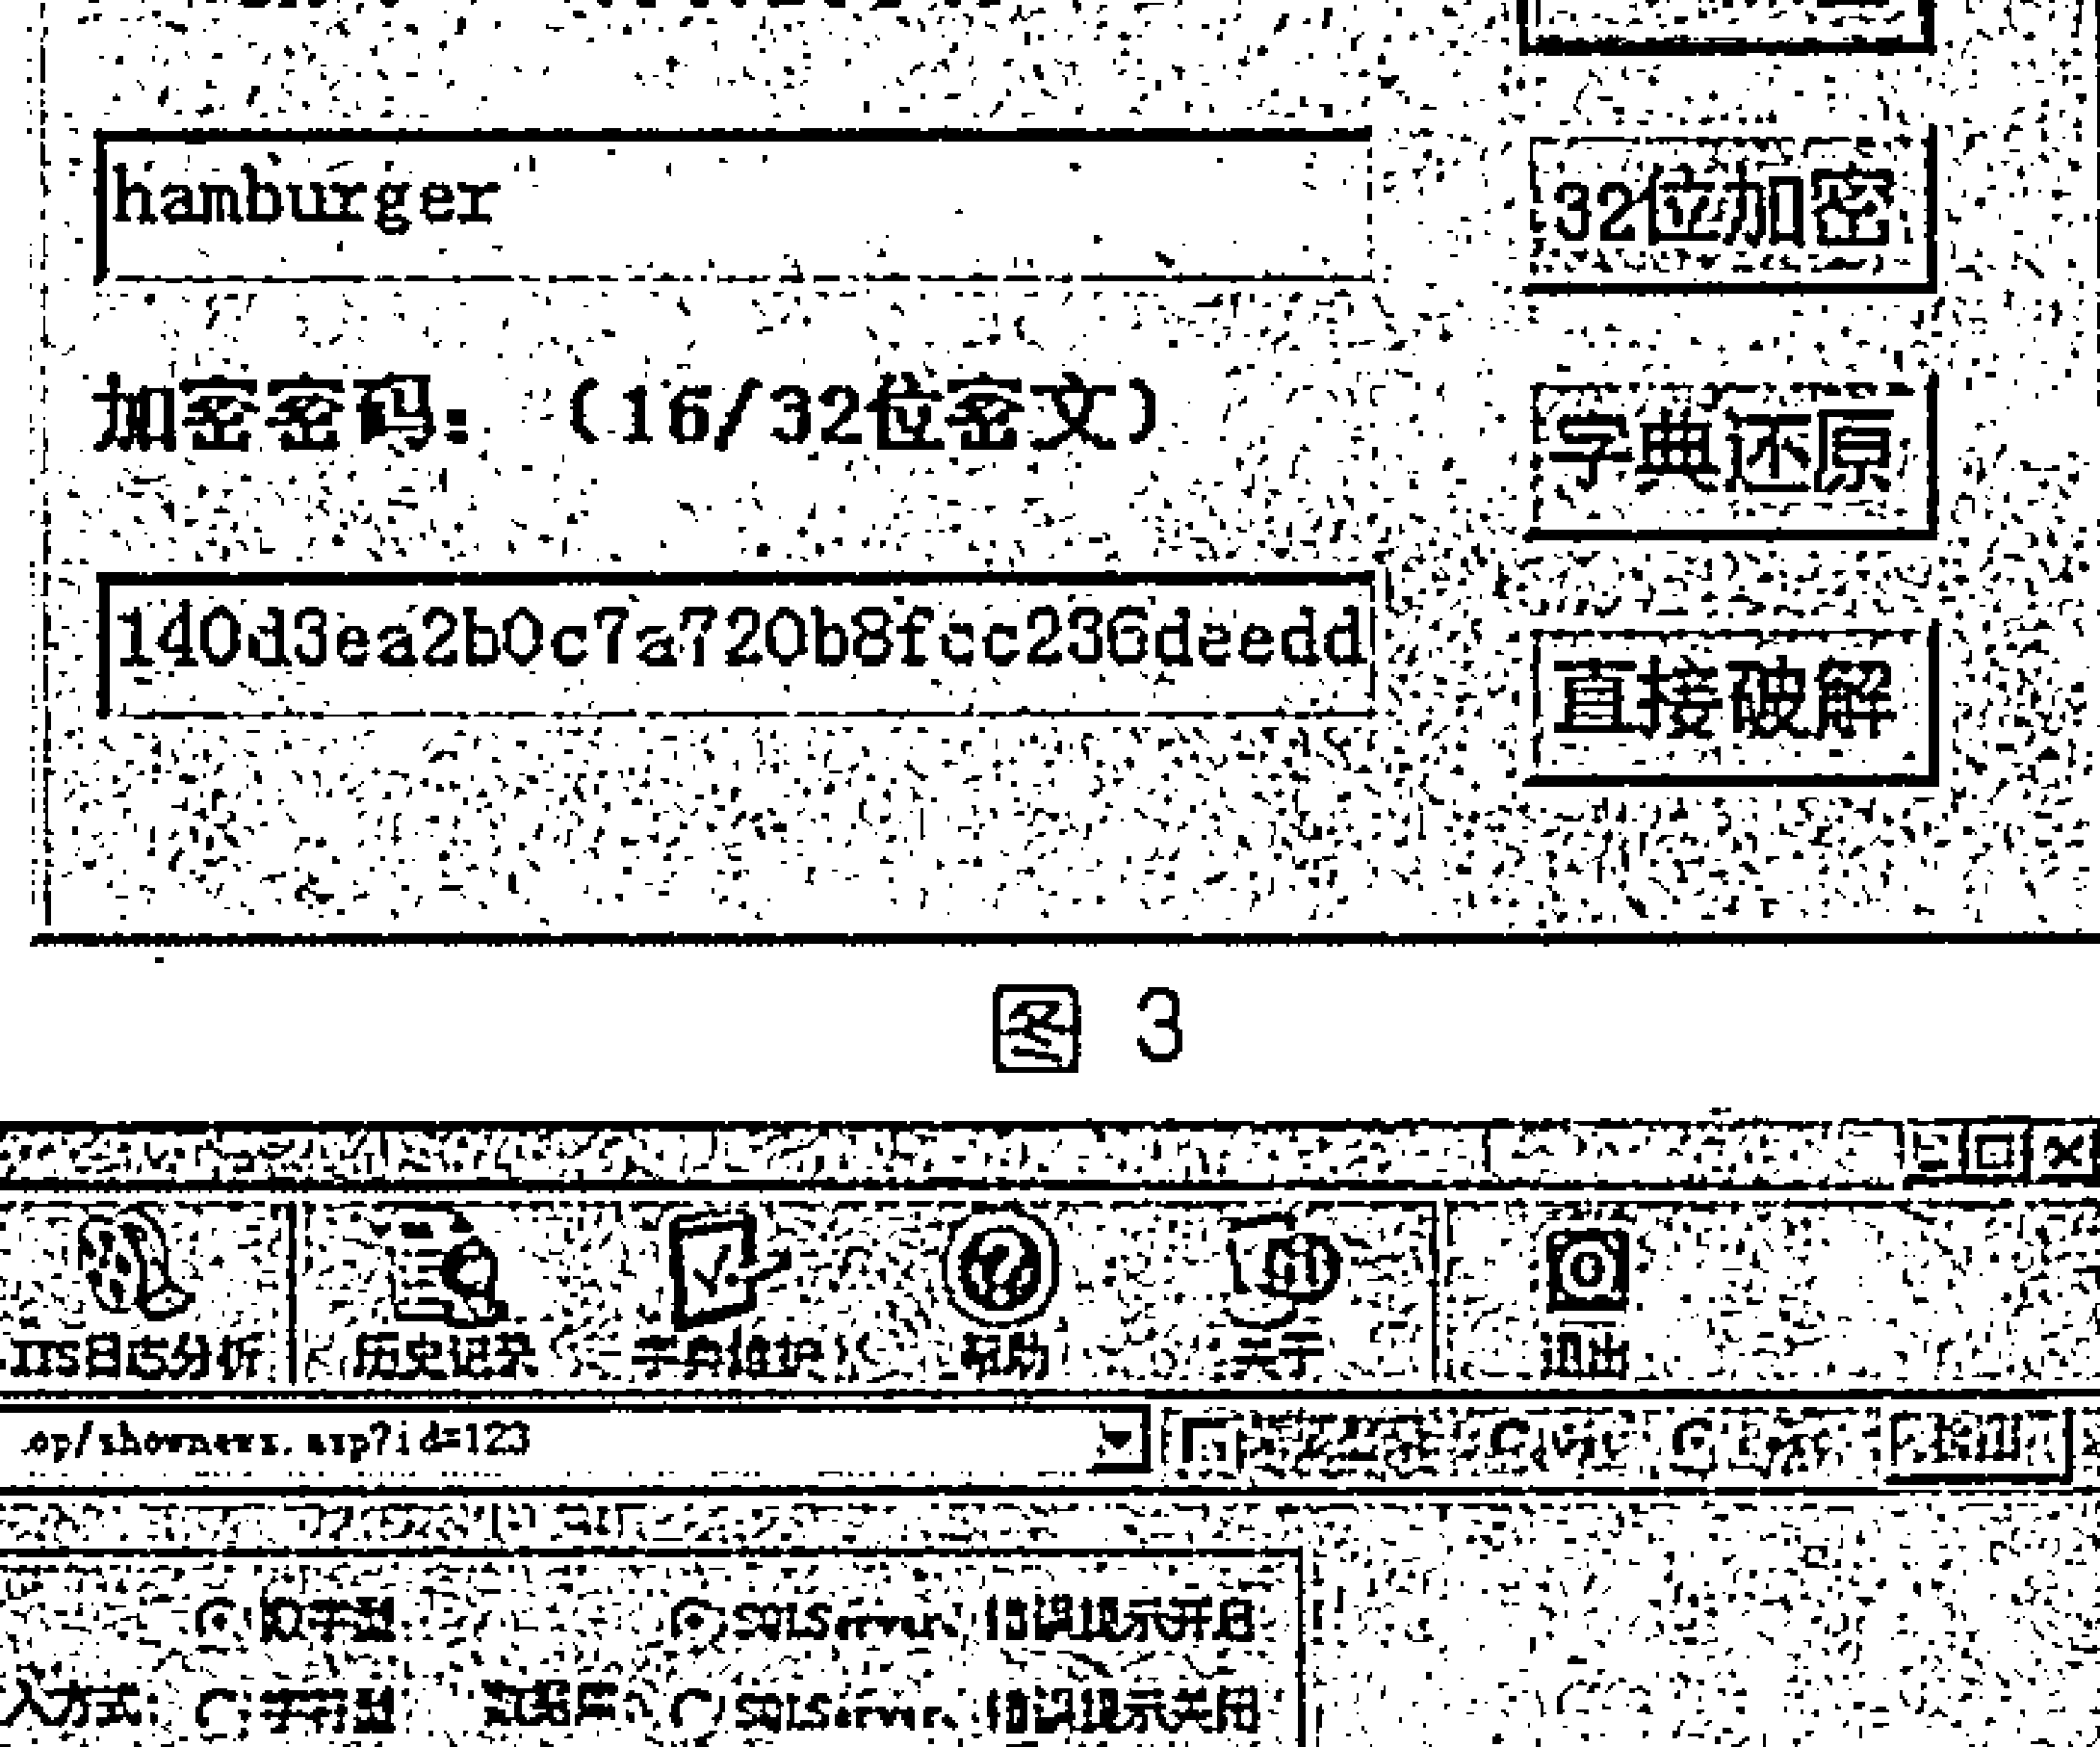 hamburger
32位加密
加密密码：（16/32位密文）
字典还原
140d3ea2b0c7a720b8fcc236deedd
直接破解
图 3
IIS日志分析 历史记录 字典维护 帮助 关于 退出
op/shownews.asp?id=123
数字型 SQLServer 错误提示开启
入方式: 字符型 数据库: SQLServer 错误提示关闭